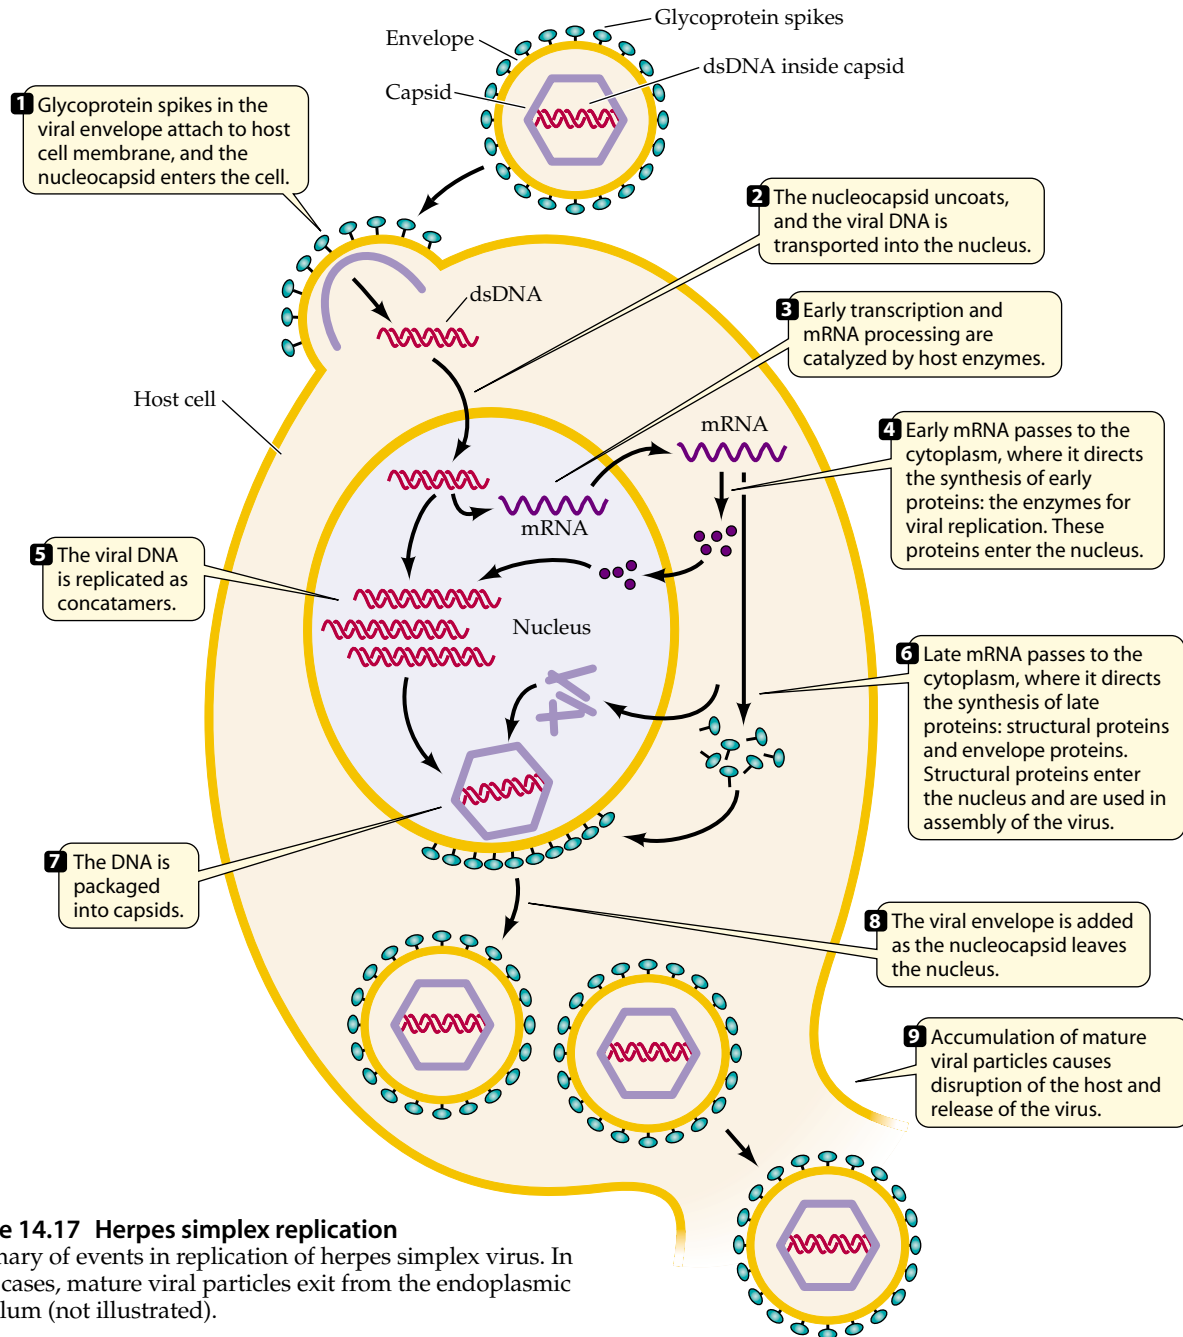 Glycoprotein spikes
Envelope
dsDNA inside capsid
Capsid
1 Glycoprotein spikes in the
viral envelope attach to host
cell membrane, and the
nucleocapsid enters the cell.
2 The nucleocapsid uncoats,
and the viral DNA is
transported into the nucleus.
dsDNA
3 Early transcription and
mRNA processing are
catalyzed by host enzymes.
Host cell
mRNA
4 Early mRNA passes to the
cytoplasm, where it directs
the synthesis of early
proteins: the enzymes for
viral replication. These
proteins enter the nucleus.
mRNA
5 The viral DNA
is replicated as
concatamers.
Nucleus
6 Late mRNA passes to the
cytoplasm, where it directs
the synthesis of late
proteins: structural proteins
and envelope proteins.
Structural proteins enter
the nucleus and are used in
assembly of the virus.
7 The DNA is
packaged
into capsids.
8 The viral envelope is added
as the nucleocapsid leaves
the nucleus.
9 Accumulation of mature
viral particles causes
disruption of the host and
release of the virus.
14.17 Herpes simplex replication
of events in replication of herpes simplex virus. In
cases, mature viral particles exit from the endoplasmic
(not illustrated).